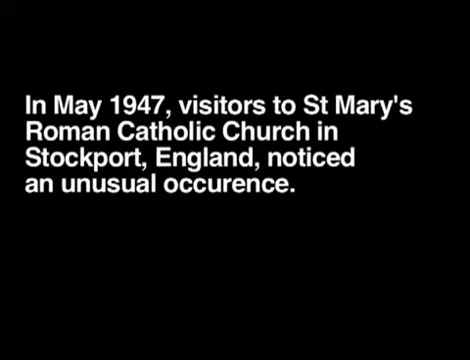 In May 1947, visitors to St Mary's
Roman Catholic Church in
Stockport, England, noticed
an unusual occurence.